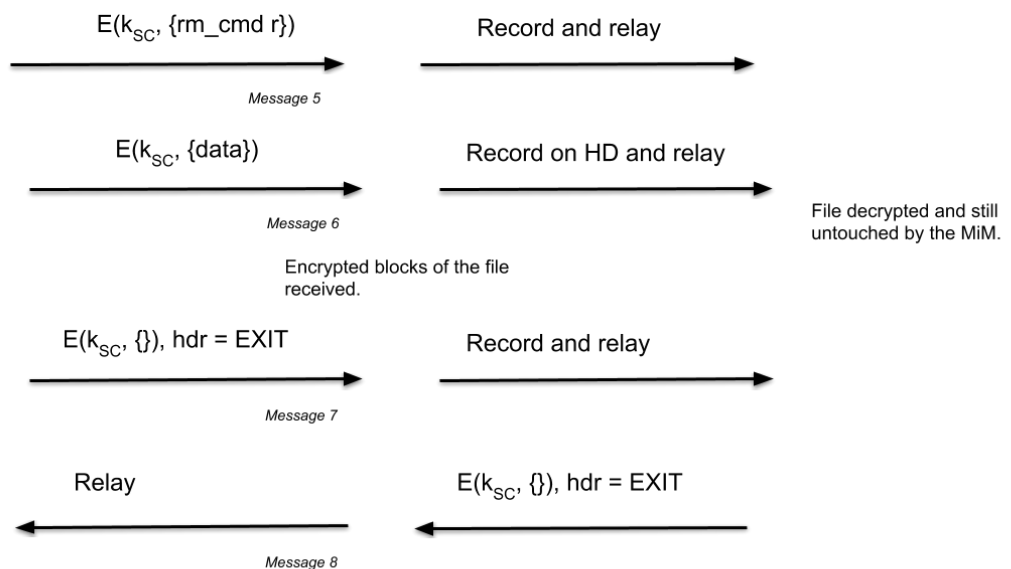 E(k_SC, {rm_cmd r})
Record and relay
Message 5
E(k_SC, {data})
Record on HD and relay
Message 6
File decrypted and still
untouched by the MiM.
Encrypted blocks of the file
received.
E(k_SC, {}), hdr = EXIT
Record and relay
Message 7
Relay
E(k_SC, {}), hdr = EXIT
Message 8